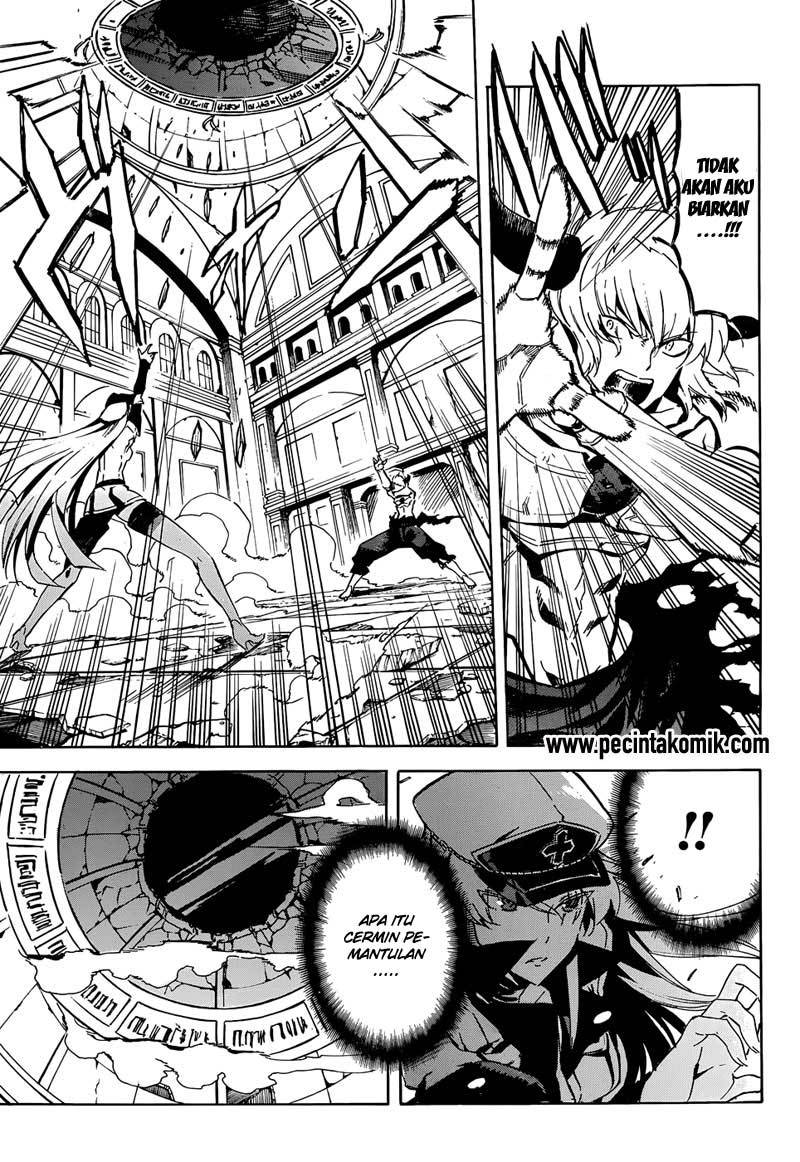 TIDAK
AKAN AKU
BIARKAN
....!!!
www.pecintakomik.com
!!
APA ITU
CERMIN PE-
MANTULAN
.....